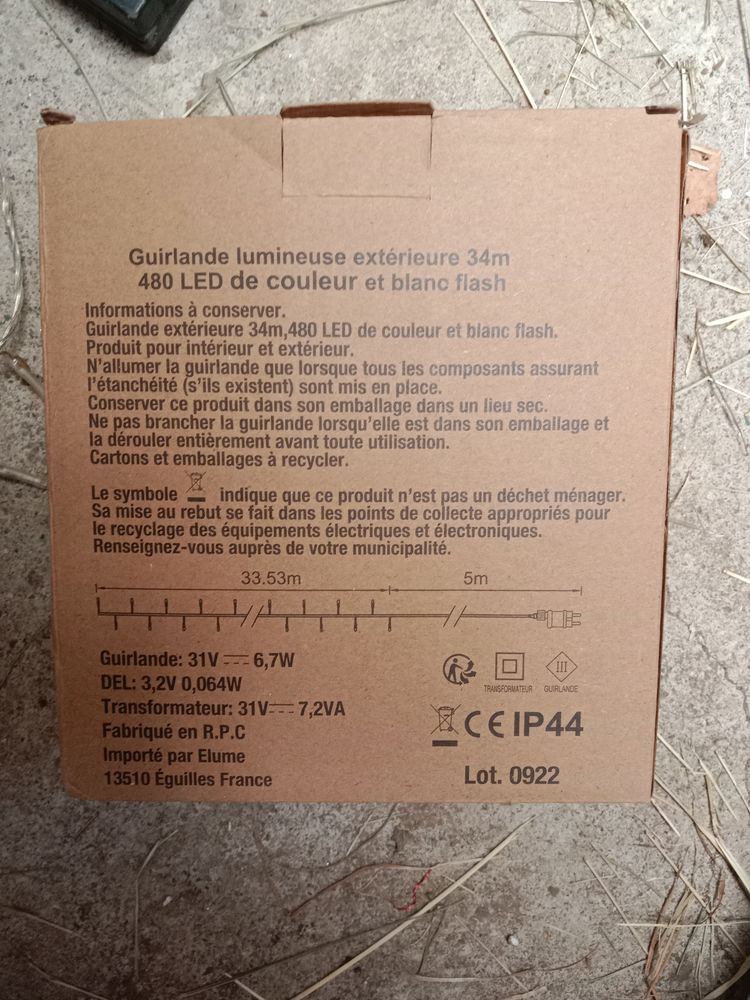 Guirlande lumineuse extérieure 34m
480 LED de couleur et blanc flash
Informations à conserver.
Guirlande extérieure 34m,480 LED de couleur et blanc flash.
Produit pour intérieur et extérieur.
N'allumer la guirlande que lorsque tous les composants assurant
l'étanchéité (s'ils existent) sont mis en place.
Conserver ce produit dans son emballage dans un lieu sec.
Ne pas brancher la guirlande lorsqu'elle est dans son emballage et
la dérouler entièrement avant toute utilisation.
Cartons et emballages à recycler.
Le symbole indique que ce produit n'est pas un déchet ménager.
Sa mise au rebut se fait dans les points de collecte appropriés pour
le recyclage des équipements électriques et électroniques.
Renseignez-vous auprès de votre municipalité.
33.53m 5m
Guirlande: 31V 6,7W
DEL: 3,2V 0,064W
Transformateur: 31V 7,2VA
Fabriqué en R.P.C
Importé par Elume
13510 Éguilles France
III
TRANSFORMATEUR GUIRLANDE
CE IP44
Lot. 0922